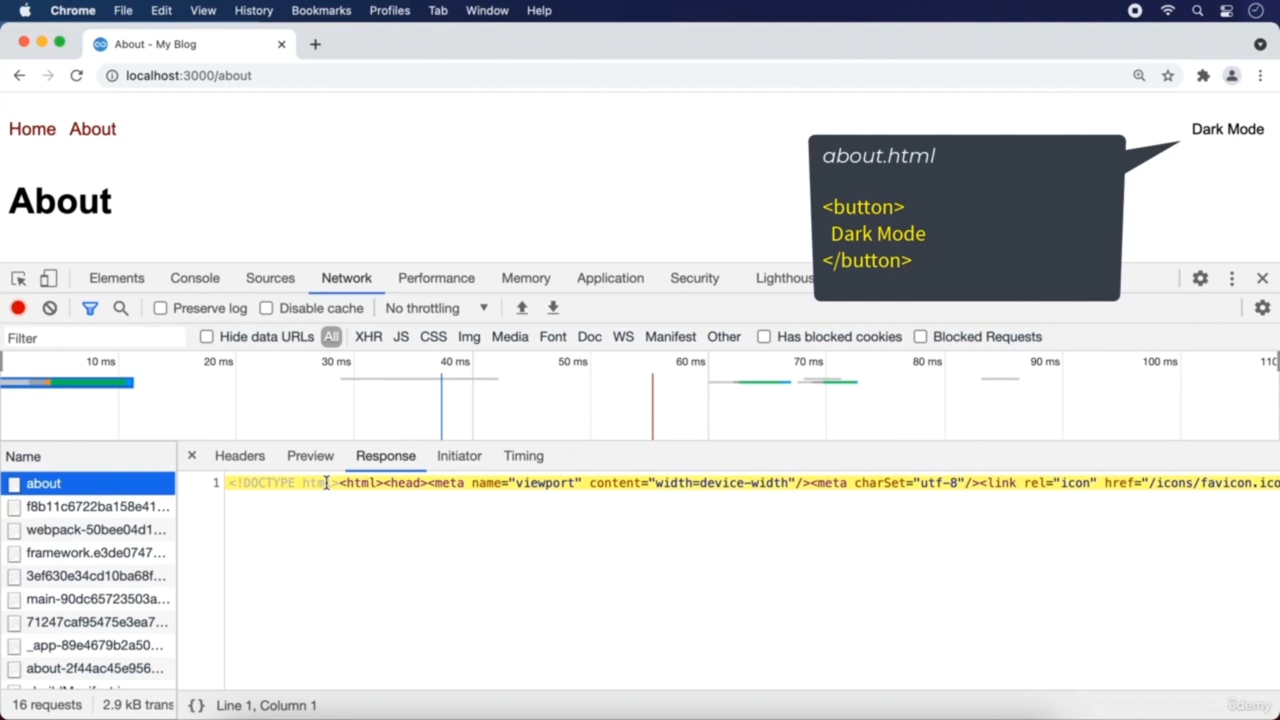 Chrome File Edit View History Bookmarks Profiles Tab Window Help
About - My Blog
localhost:3000/about
Home About
Dark Mode
About
about.html
<button>
Dark Mode
</button>
Elements Console Sources Network Performance Memory Application Security Lighthous
Preserve log Disable cache No throttling
Filter Hide data URLs All XHR JS CSS Img Media Font Doc WS Manifest Other Has blocked cookies Blocked Requests
10 ms 20 ms 30 ms 40 ms 50 ms 60 ms 70 ms 80 ms 90 ms 100 ms 110
Name Headers Preview Response Initiator Timing
about
1 <!DOCTYPE html><html><head><meta name="viewport" content="width=device-width"/><meta charSet="utf-8"/><link rel="icon" href="/icons/favicon.ico
f8b11c6722ba158e41...
webpack-50bee04d1...
framework.e3de0747...
3ef630e34cd10ba68f...
main-90dc65723503a...
71247caf95475e3ea7...
_app-89e4679b2a50...
about-2f44ac45e956...
16 requests 2.9 kB trans {} Line 1, Column 1
ûdemy